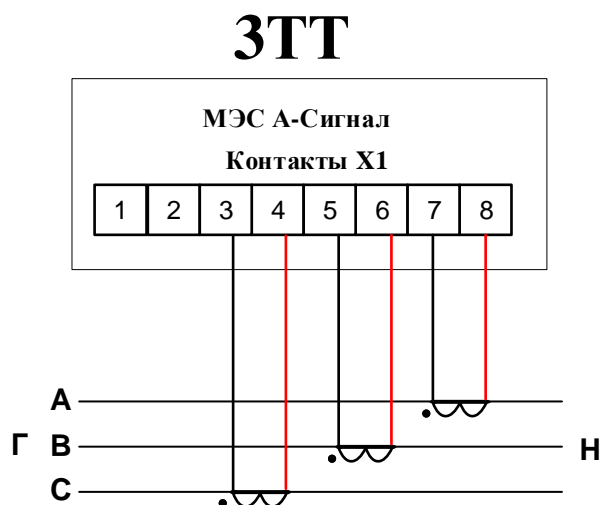 3ТТ
МЭС А-Сигнал
Контакты X1
1 2 3 4 5 6 7 8
А
Г В Н
С